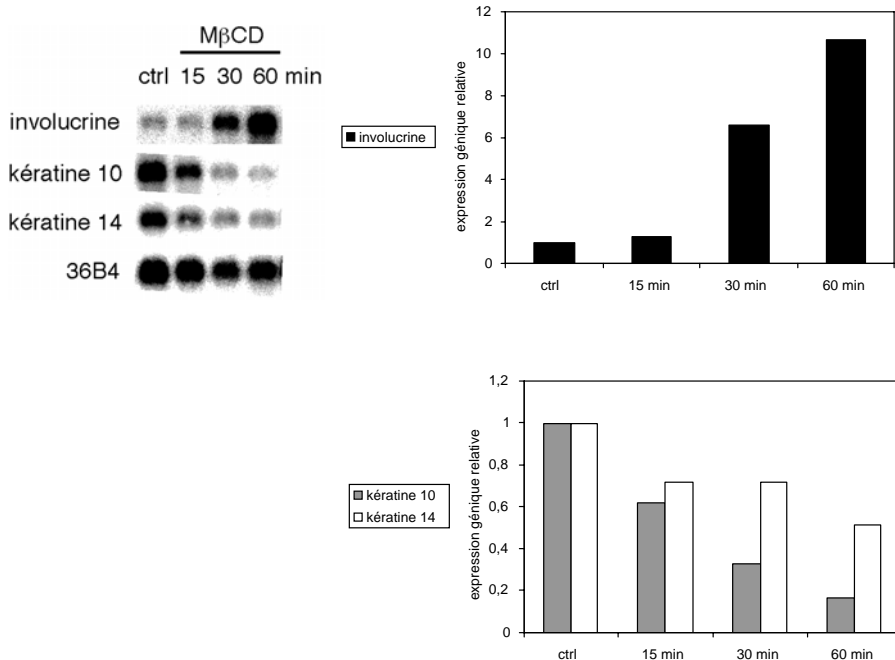 MβCD
ctrl 15 30 60 min
involucrine
kératine 10
kératine 14
36B4
involucrine
expression génique relative
12
10
8
6
4
2
0
ctrl 15 min 30 min 60 min
kératine 10
kératine 14
expression génique relative
1,2
1
0,8
0,6
0,4
0,2
0
ctrl 15 min 30 min 60 min